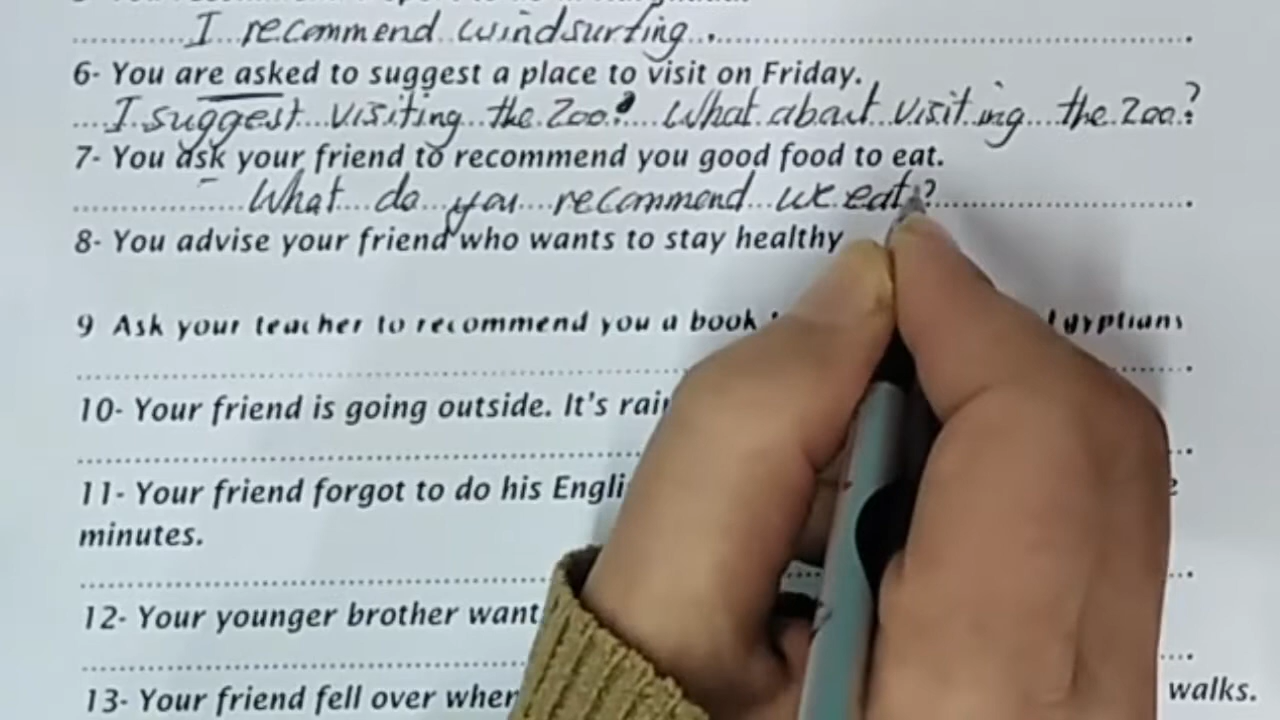 I recommend windsurfing.
6- You are asked to suggest a place to visit on Friday.
I suggest visiting the Zoo? What about visiting the Zoo?
7- You ask your friend to recommend you good food to eat.
What do you recommend we eat?
8- You advise your friend who wants to stay healthy
9 Ask your teacher to recommend you a book
10- Your friend is going outside. It's
11- Your friend forgot to do his
minutes.
12- Your younger brother
13- Your friend fell over
walks.